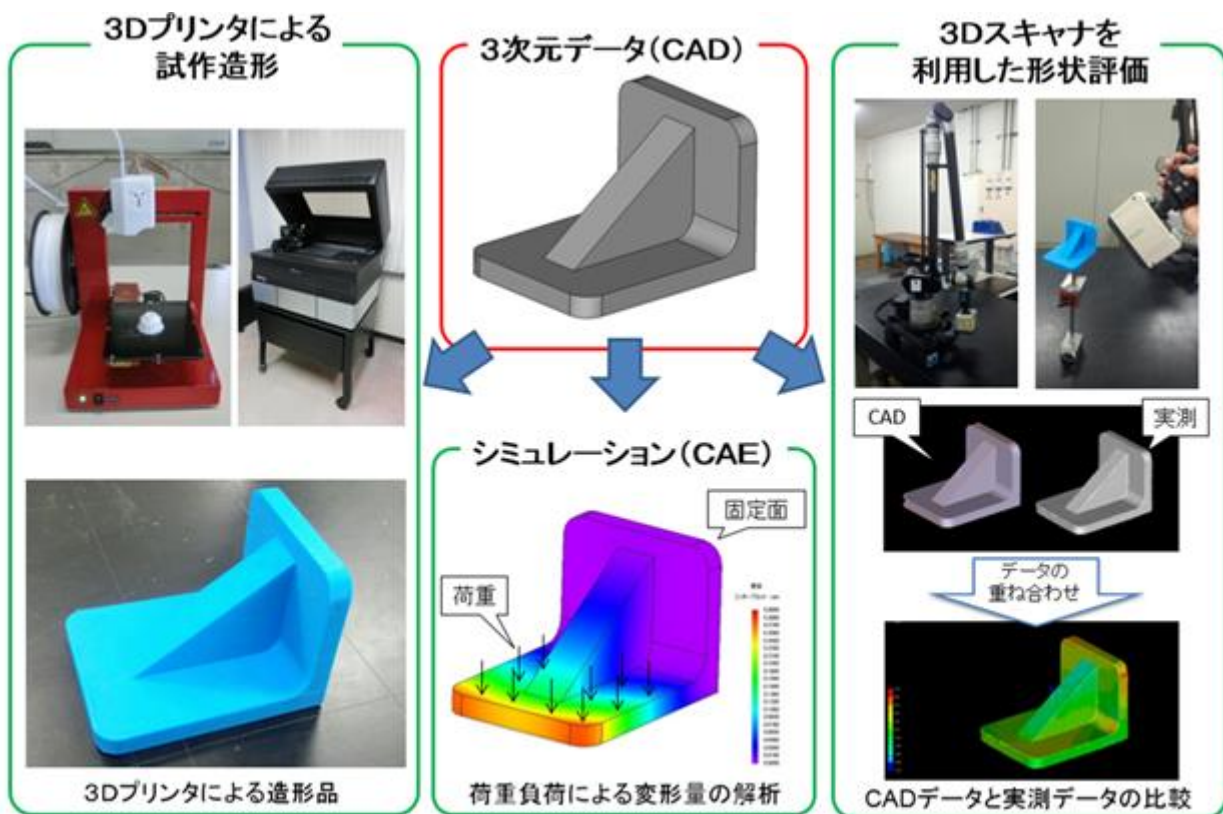 3Dプリンタによる
試作造形
3Dプリンタによる造形品
3次元データ(CAD)
シミュレーション(CAE)
固定面
荷重
荷重負荷による変形量の解析
3Dスキャナを
利用した形状評価
CAD
実測
データの
重ね合わせ
CADデータと実測データの比較